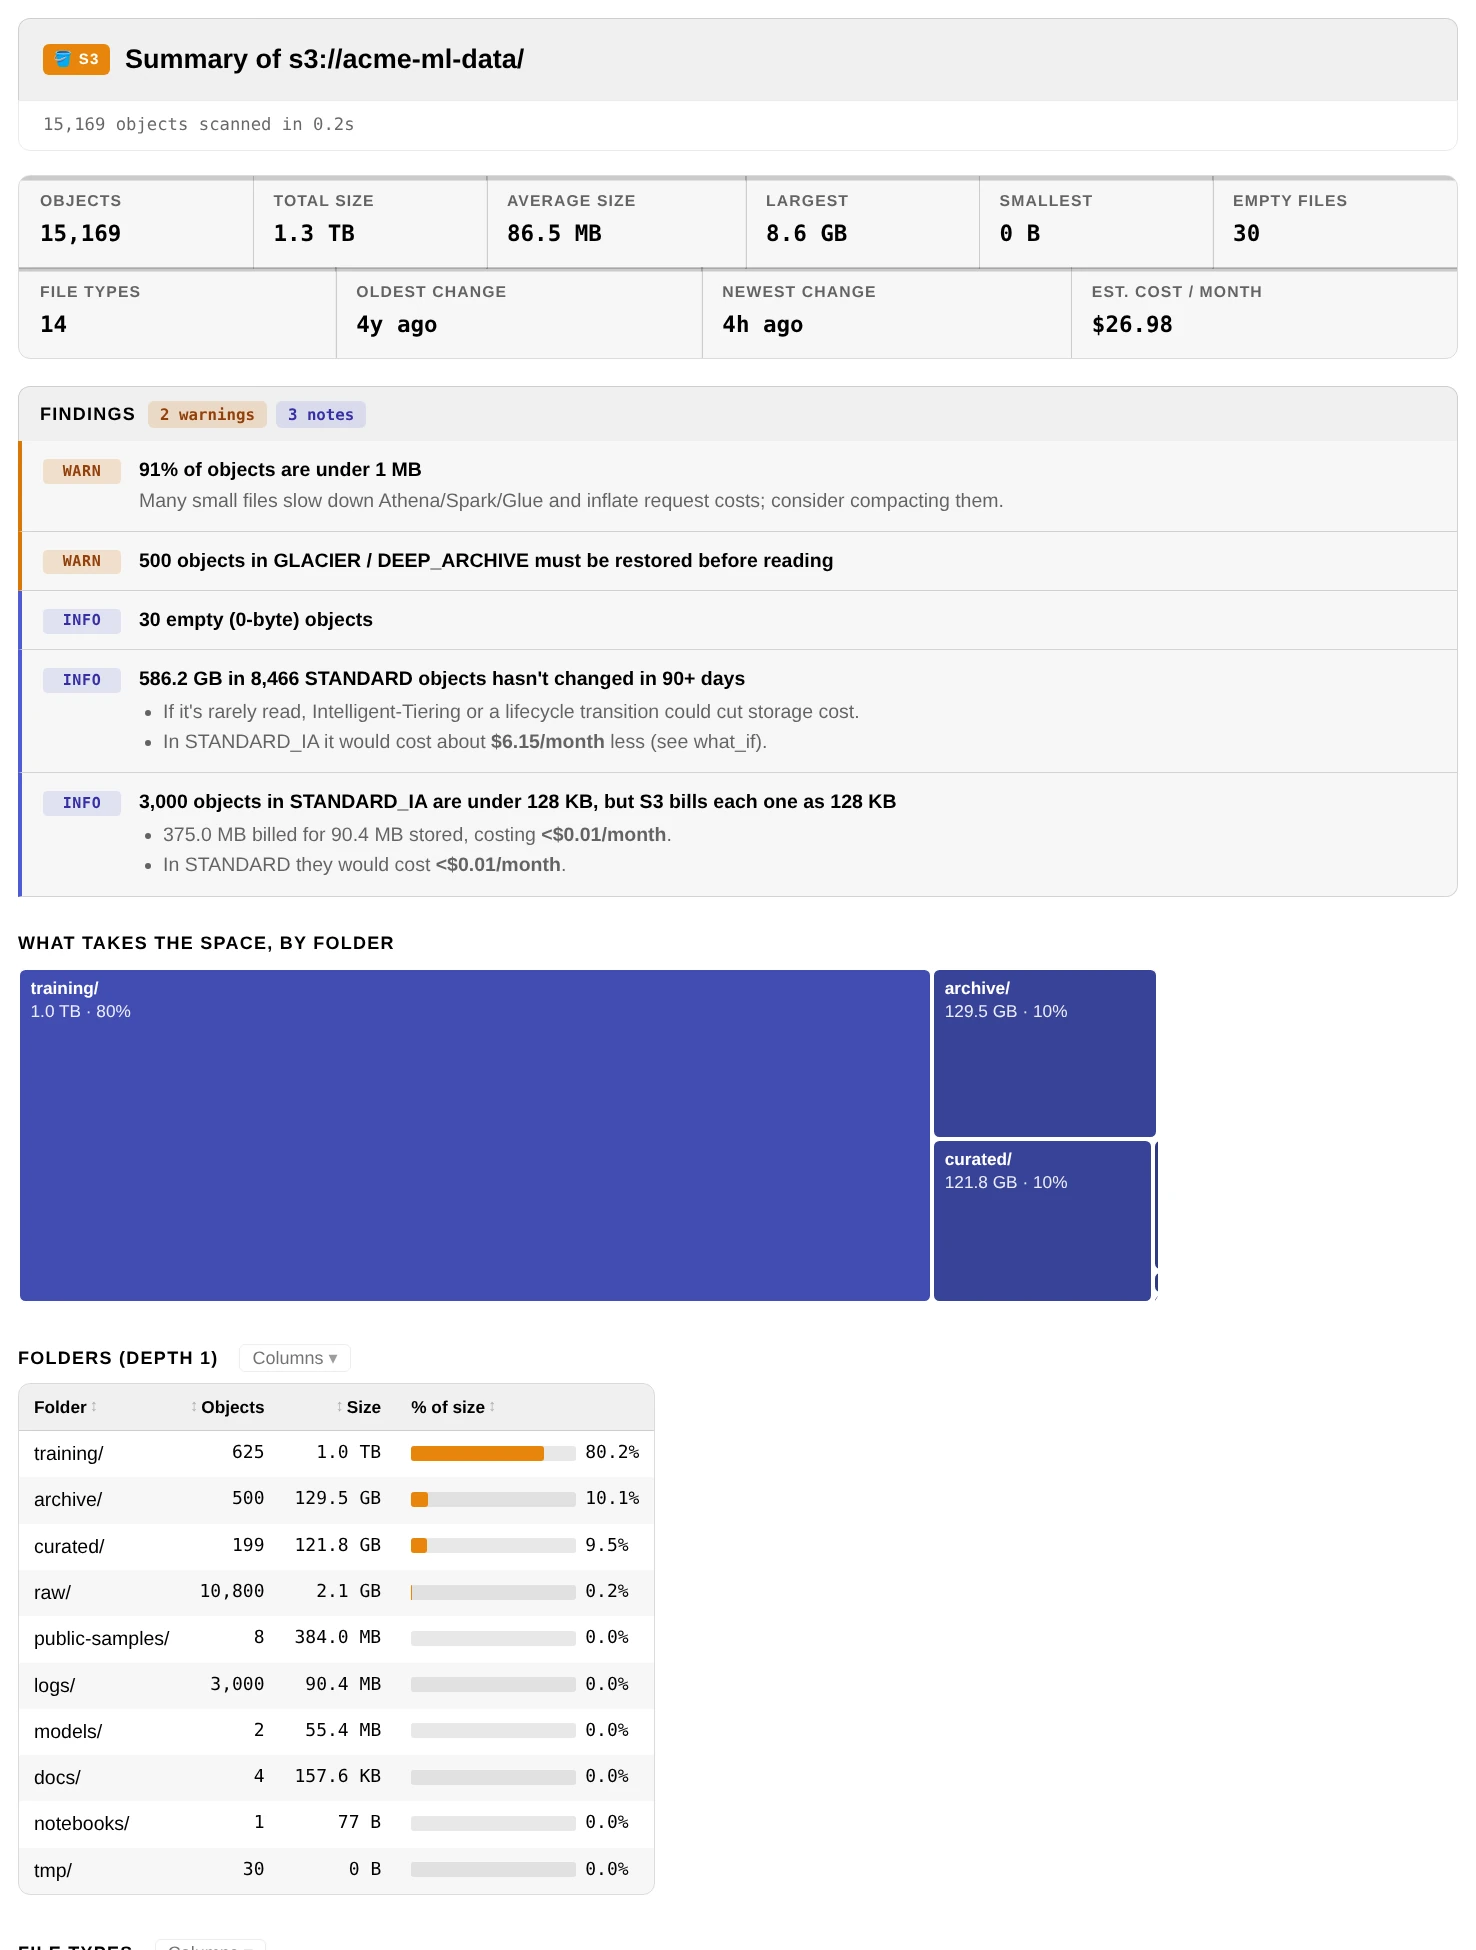 S3 Summary of s3://acme-ml-data/
15,169 objects scanned in 0.2s
OBJECTS TOTAL SIZE AVERAGE SIZE LARGEST SMALLEST EMPTY FILES
15,169 1.3 TB 86.5 MB 8.6 GB 0 B 30
FILE TYPES OLDEST CHANGE NEWEST CHANGE EST. COST / MONTH
14 4y ago 4h ago $26.98
FINDINGS 2 warnings 3 notes
WARN 91% of objects are under 1 MB
Many small files slow down Athena/Spark/Glue and inflate request costs; consider compacting them.
WARN 500 objects in GLACIER / DEEP_ARCHIVE must be restored before reading
INFO 30 empty (0-byte) objects
INFO 586.2 GB in 8,466 STANDARD objects hasn't changed in 90+ days
• If it's rarely read, Intelligent-Tiering or a lifecycle transition could cut storage cost.
• In STANDARD_IA it would cost about $6.15/month less (see what_if).
INFO 3,000 objects in STANDARD_IA are under 128 KB, but S3 bills each one as 128 KB
• 375.0 MB billed for 90.4 MB stored, costing <$0.01/month.
• In STANDARD they would cost <$0.01/month.
WHAT TAKES THE SPACE, BY FOLDER
training/
1.0 TB · 80%
archive/
129.5 GB · 10%
curated/
121.8 GB · 10%
FOLDERS (DEPTH 1) Columns ▾
Folder ↕ ↕ Objects ↕ Size % of size ↕
training/ 625 1.0 TB 80.2%
archive/ 500 129.5 GB 10.1%
curated/ 199 121.8 GB 9.5%
raw/ 10,800 2.1 GB 0.2%
public-samples/ 8 384.0 MB 0.0%
logs/ 3,000 90.4 MB 0.0%
models/ 2 55.4 MB 0.0%
docs/ 4 157.6 KB 0.0%
notebooks/ 1 77 B 0.0%
tmp/ 30 0 B 0.0%
FILE TYPES Columns ▾